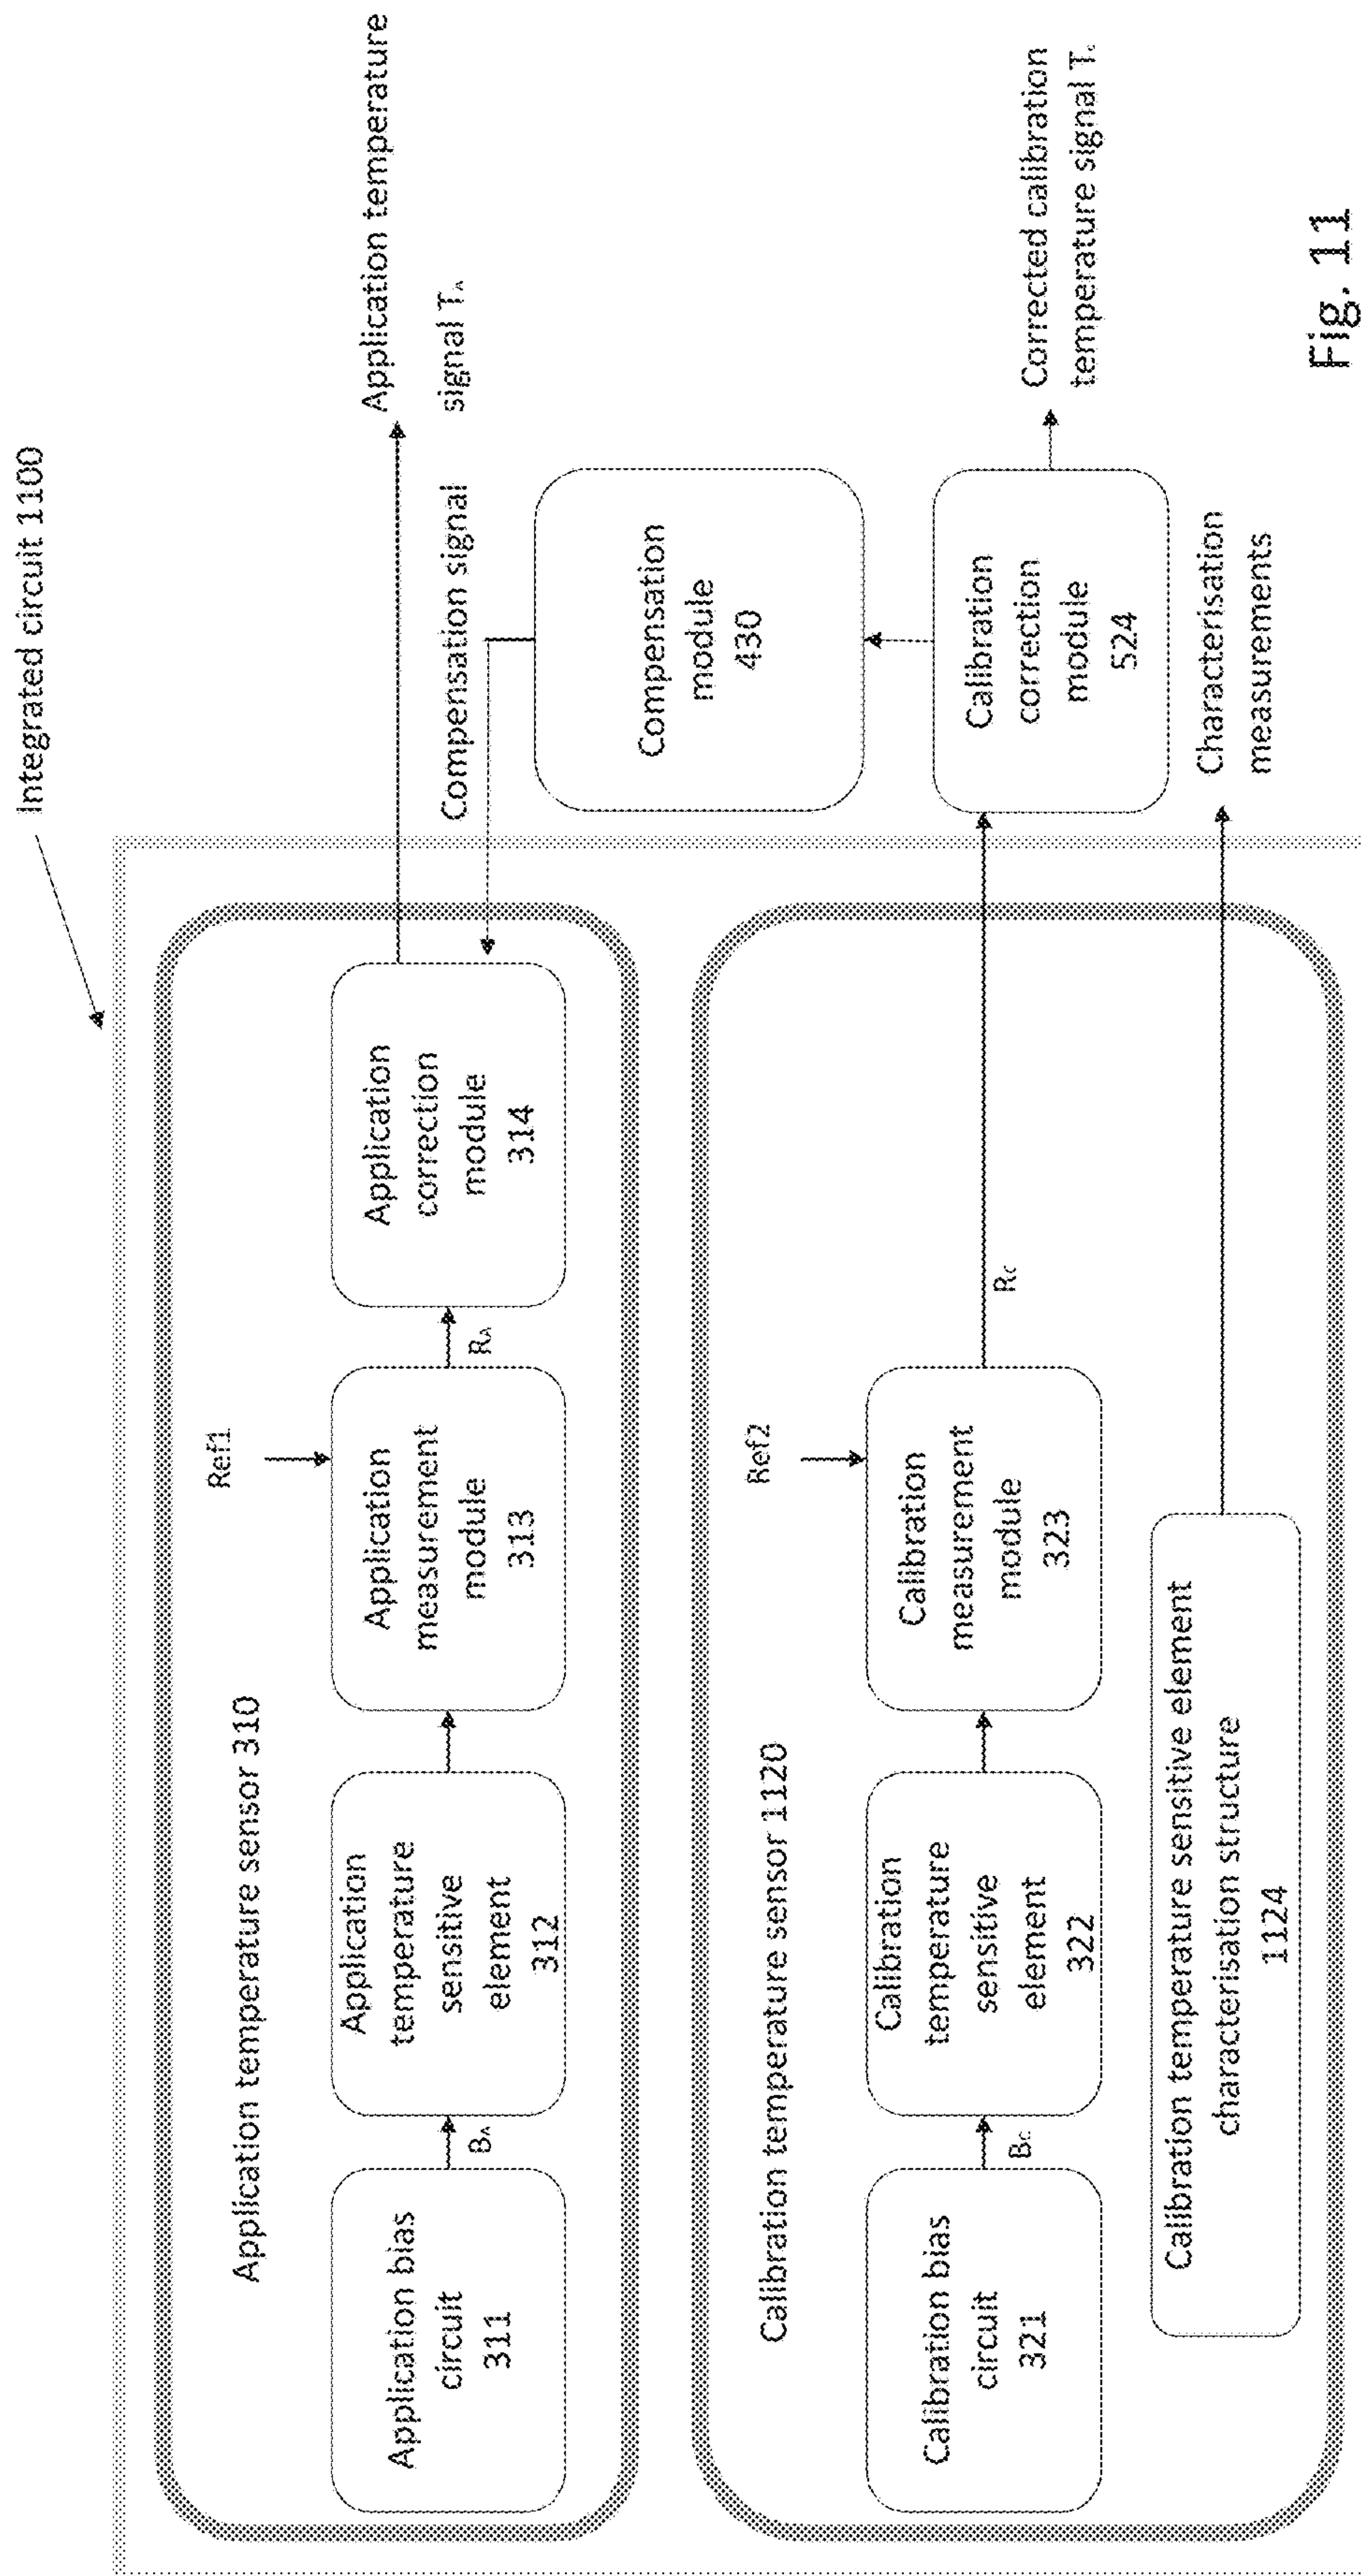 Integrated circuit 1100
Application temperature sensor 310
Application bias
circuit
311
BA
Application
temperature
sensitive
element
312
Ref1
Application
measurement
module
313
RA
Application
correction
module
314
Application temperature
signal TA
Compensation signal
Compensation
module
430
Calibration temperature sensor 1120
Calibration bias
circuit
321
BC
Calibration
temperature
sensitive
element
322
Ref2
Calibration
measurement
module
323
RC
Calibration
correction
module
524
Corrected calibration
temperature signal Tc
Calibration temperature sensitive element
characterisation structure
1124
Characterisation
measurements
Fig. 11